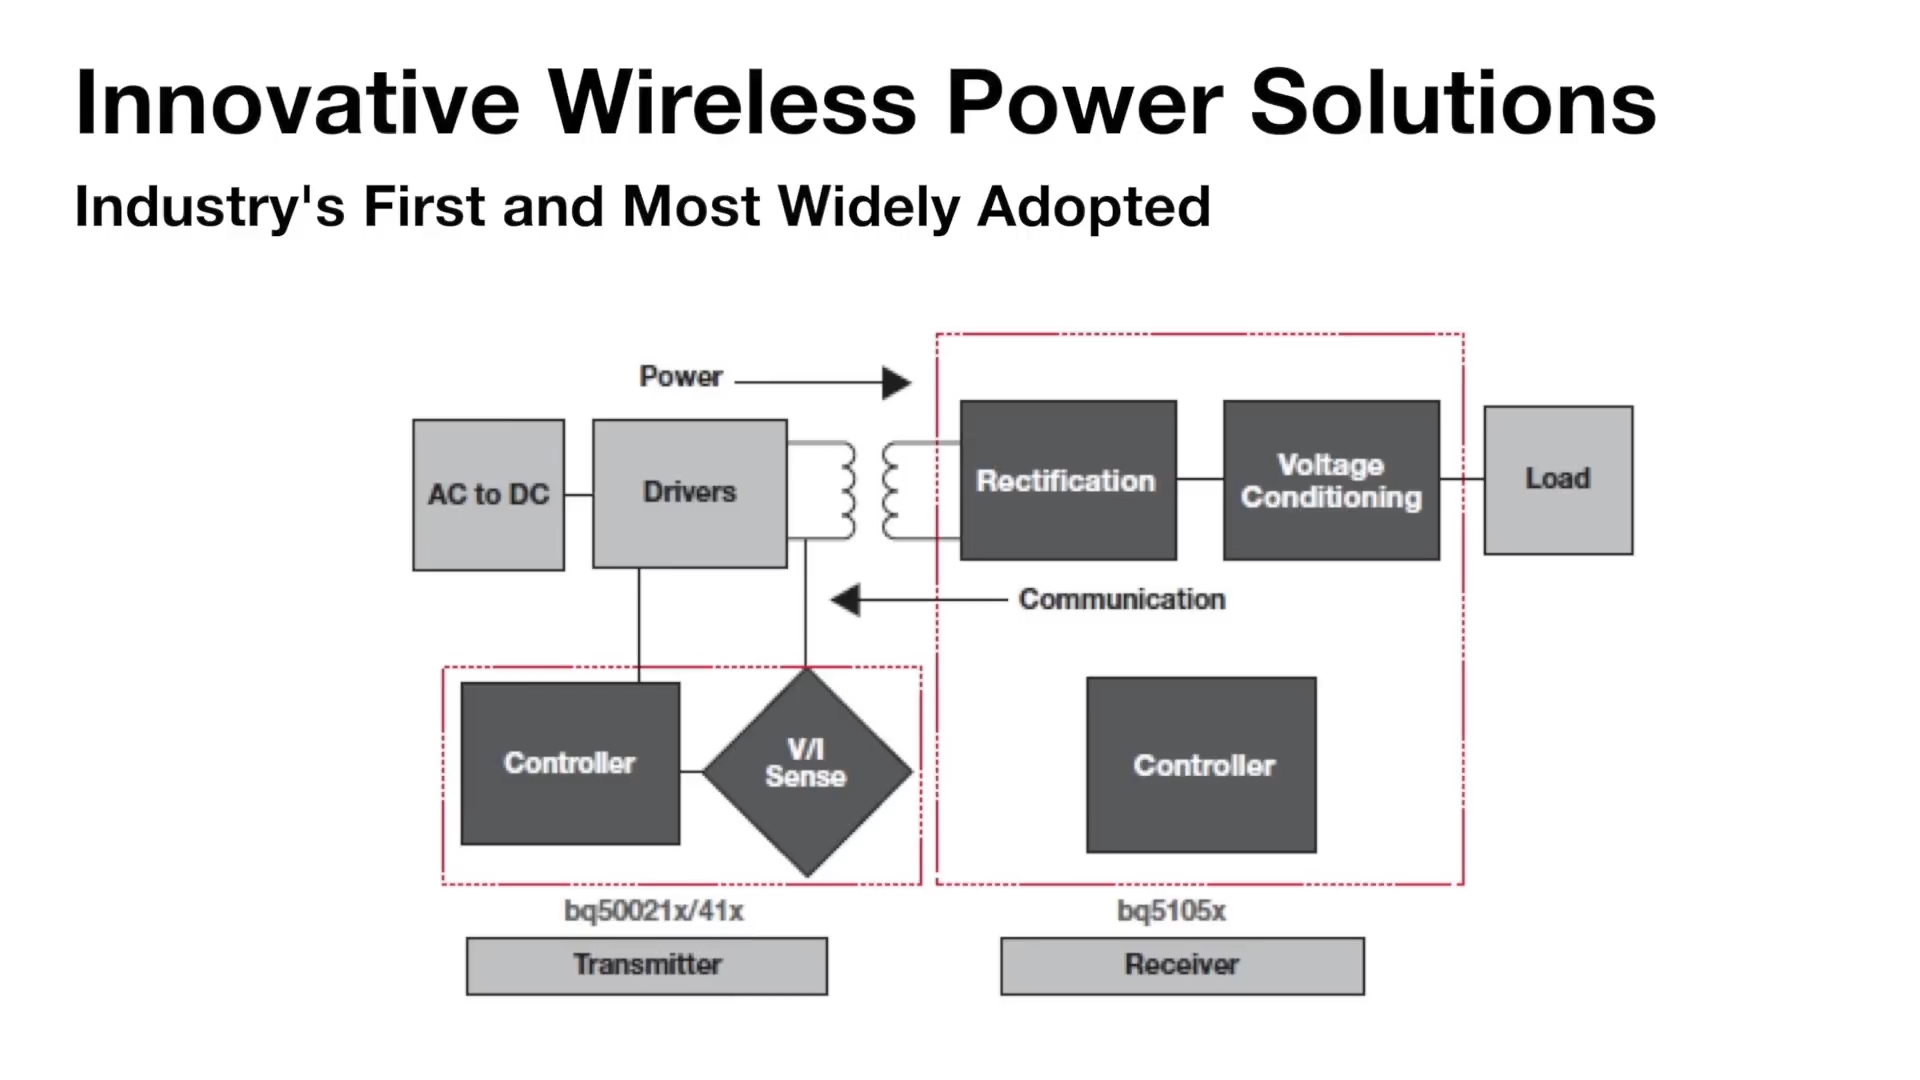 Innovative Wireless Power Solutions
Industry's First and Most Widely Adopted
Power
AC to DC
Drivers
Rectification
Voltage
Conditioning
Load
Communication
Controller
V/I
Sense
Controller
bq50021x/41x
bq5105x
Transmitter
Receiver